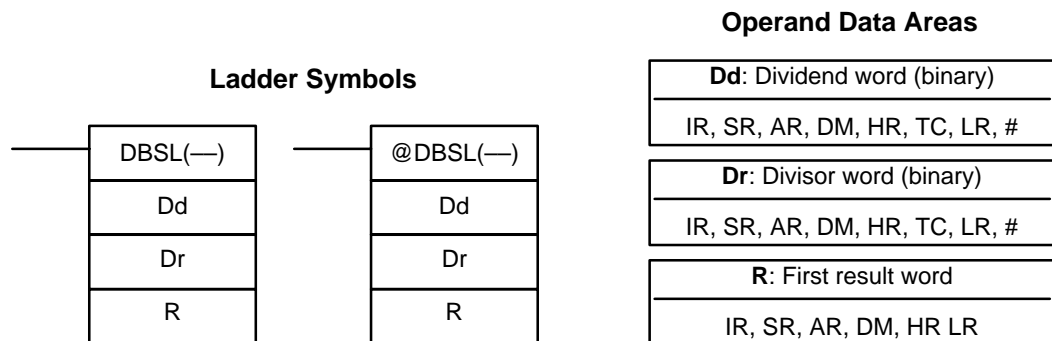 Operand Data Areas
Ladder Symbols
Dd: Dividend word (binary)
IR, SR, AR, DM, HR, TC, LR, #
DBSL(—)
@DBSL(—)
Dd
Dd
Dr: Divisor word (binary)
IR, SR, AR, DM, HR, TC, LR, #
Dr
Dr
R: First result word
R
R
IR, SR, AR, DM, HR LR